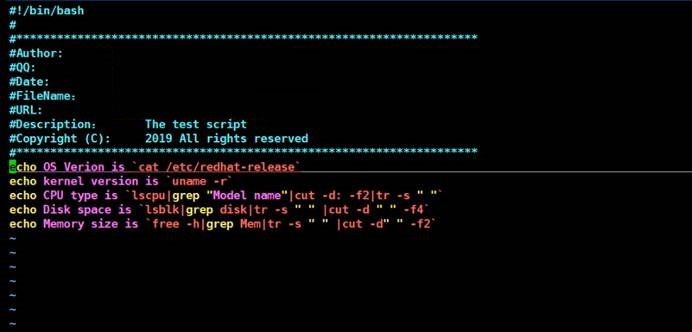 #!/bin/bash
#
#********************************************************************
#Author:
#QQ:
#Date:
#FileName:
#URL:
#Description:       The test script
#Copyright (C):     2019 All rights reserved
#********************************************************************
echo OS Verion is `cat /etc/redhat-release`
echo kernel version is `uname -r`
echo CPU type is `lscpu|grep "Model name"|cut -d: -f2|tr -s " "`
echo Disk space is `lsblk|grep disk|tr -s " " |cut -d " " -f4`
echo Memory size is `free -h|grep Mem|tr -s " " |cut -d" " -f2`
~
~
~
~
~
~
~